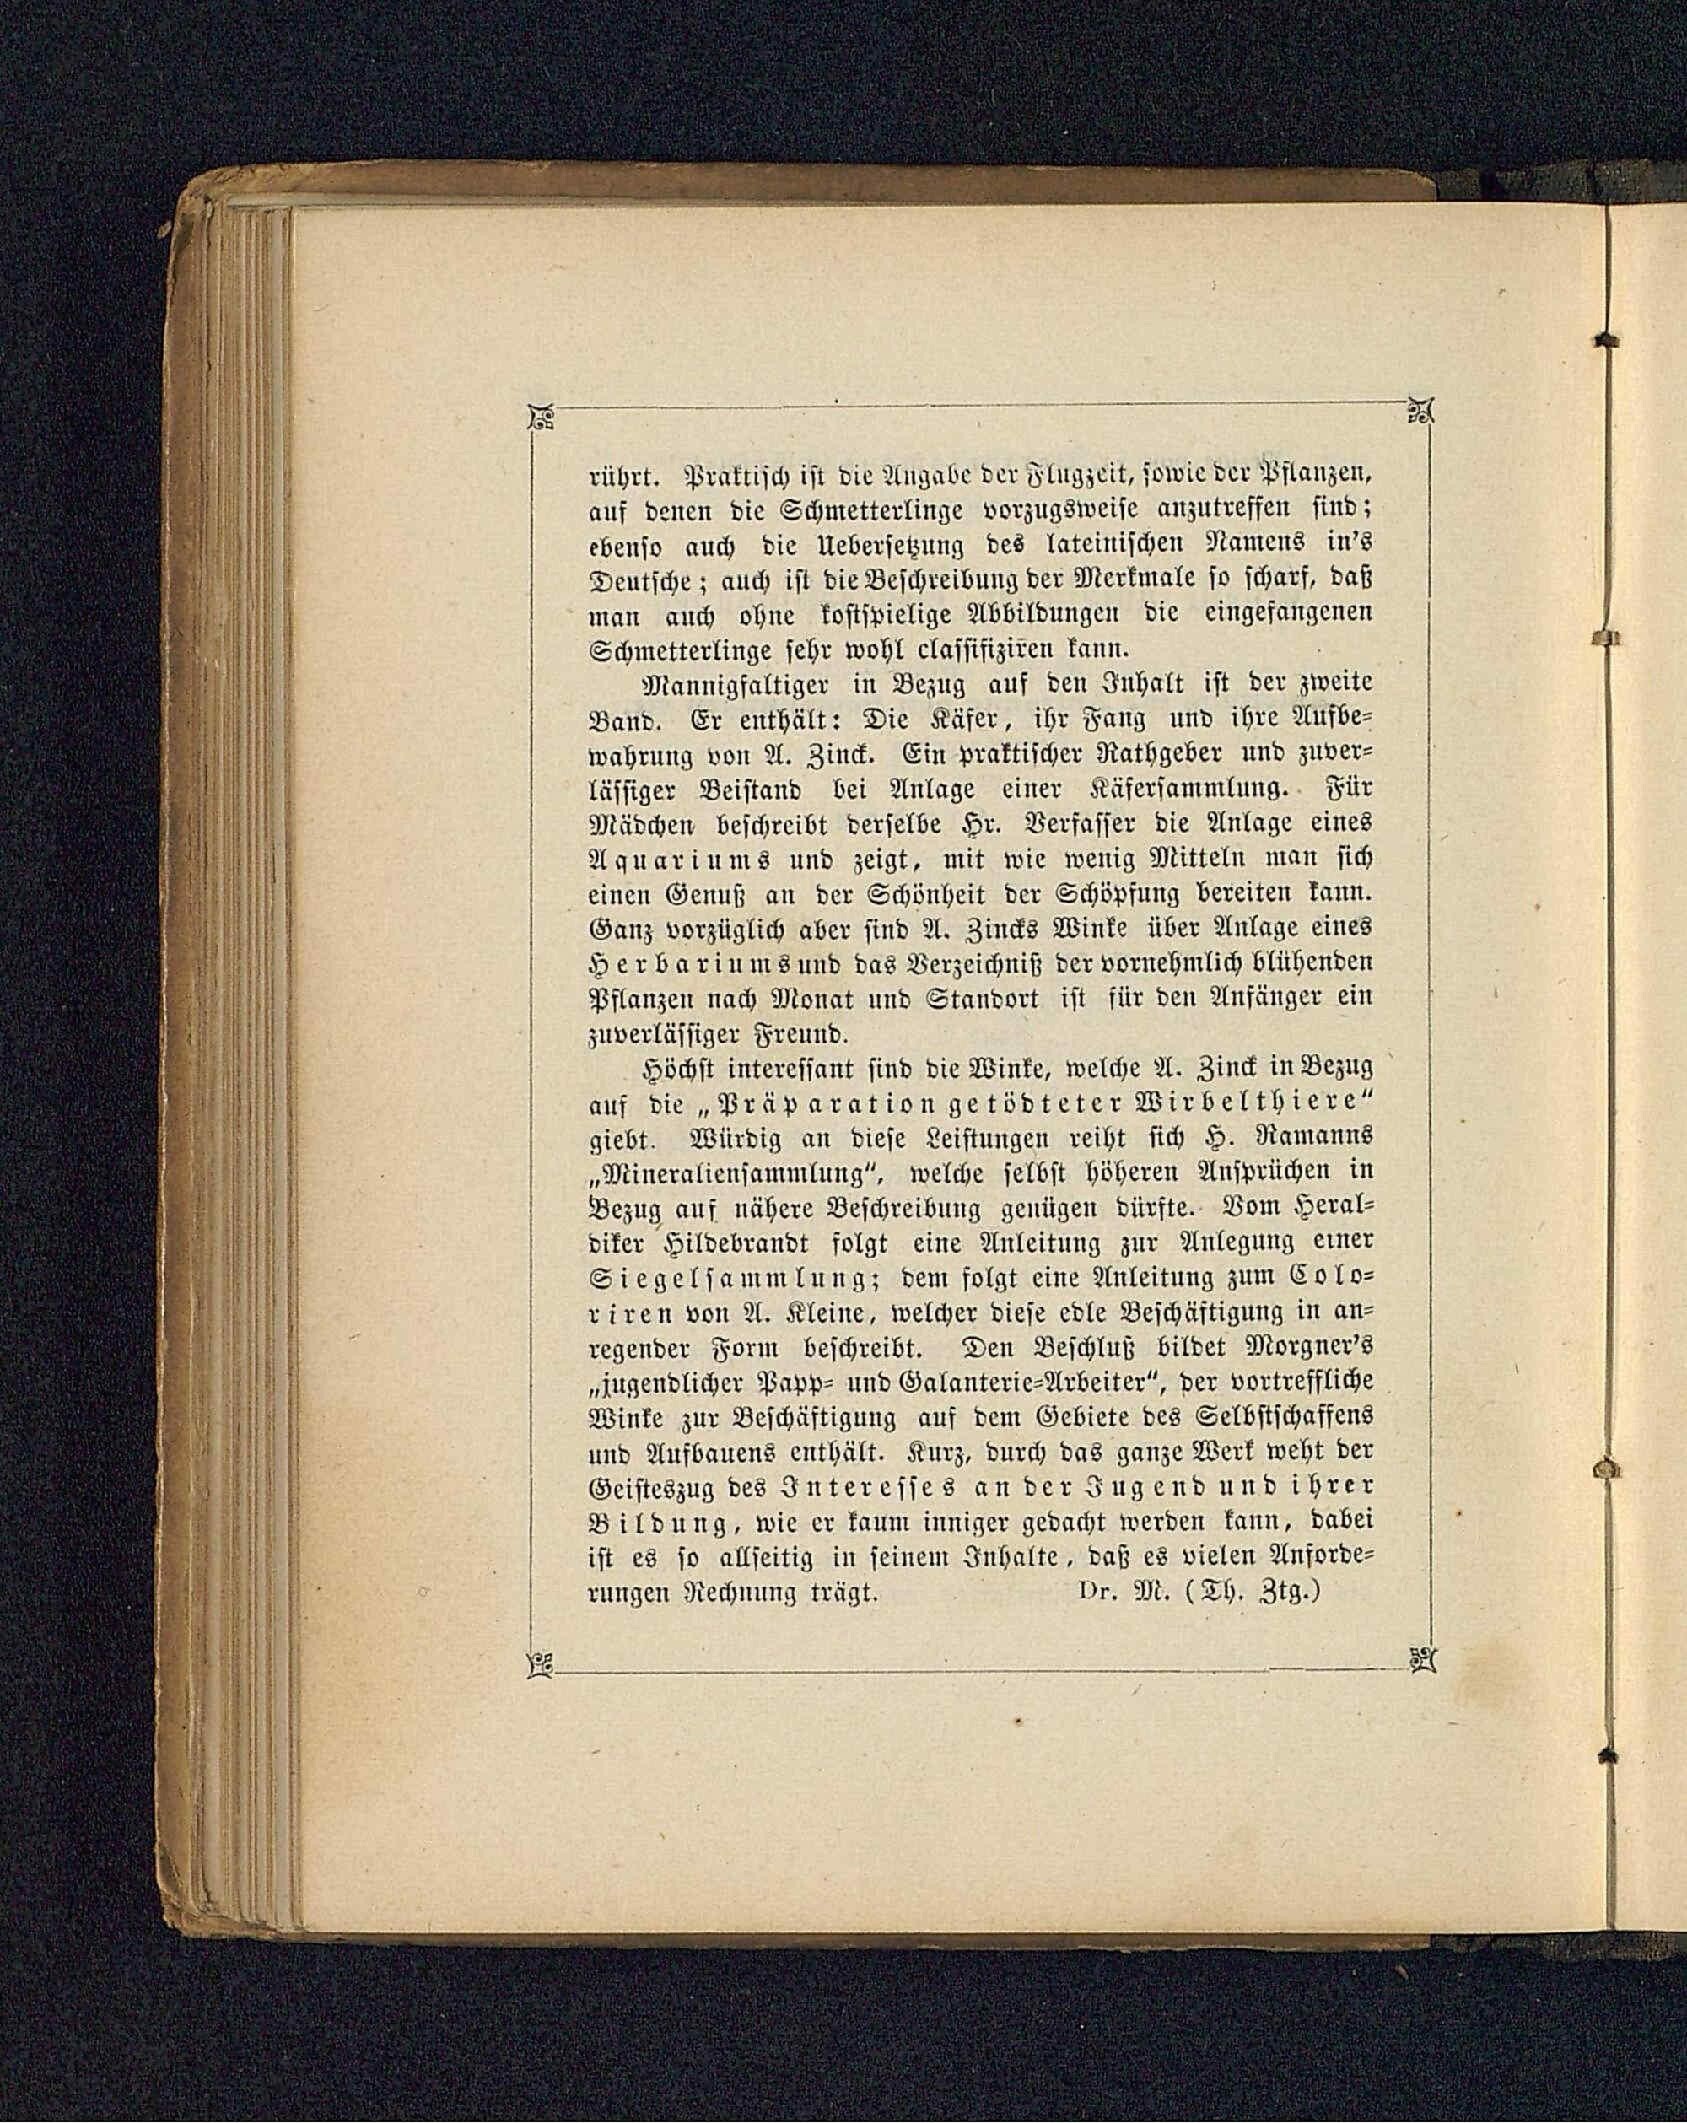 rührt. Praktisch ist die Angabe der Flugzeit, sowie der Pflanzen,
auf denen die Schmetterlinge vorzugsweise anzutreffen sind;
ebenso auch die Uebersetzung des lateinischen Namens in's
Deutsche; auch ist die Beschreibung der Merkmale so scharf, daß
man auch ohne kostspielige Abbildungen die eingefangenen
Schmetterlinge sehr wohl classifiziren kann.
Mannigfaltiger in Bezug auf den Inhalt ist der zweite
Band. Er enthält: Die Käfer, ihr Fang und ihre Aufbe-
wahrung von A. Zinck. Ein praktischer Rathgeber und zuver-
lässiger Beistand bei Anlage einer Käfersammlung. Für
Mädchen beschreibt derselbe Hr. Verfasser die Anlage eines
Aquariums und zeigt, mit wie wenig Mitteln man sich
einen Genuß an der Schönheit der Schöpfung bereiten kann.
Ganz vorzüglich aber sind A. Zincks Winke über Anlage eines
Herbariums und das Verzeichniß der vornehmlich blühenden
Pflanzen nach Monat und Standort ist für den Anfänger ein
zuverlässiger Freund.
Höchst interessant sind die Winke, welche A. Zinck in Bezug
auf die „Präparation getödteter Wirbelthiere“
giebt. Würdig an diese Leistungen reiht sich H. Ramanns
„Mineraliensammlung“, welche selbst höheren Ansprüchen in
Bezug auf nähere Beschreibung genügen dürfte. Vom Heral-
diker Hildebrandt folgt eine Anleitung zur Anlegung einer
Siegelsammlung; dem folgt eine Anleitung zum Colo-
riren von A. Kleine, welcher diese edle Beschäftigung in an-
regender Form beschreibt. Den Beschluß bildet Morgner's
„jugendlicher Papp- und Galanterie-Arbeiter“, der vortreffliche
Winke zur Beschäftigung auf dem Gebiete des Selbstschaffens
und Aufbauens enthält. Kurz, durch das ganze Werk weht der
Geisteszug des Interesses an der Jugend und ihrer
Bildung, wie er kaum inniger gedacht werden kann, dabei
ist es so allseitig in seinem Inhalte, daß es vielen Anforde-
rungen Rechnung trägt. Dr. M. (Th. Ztg.)